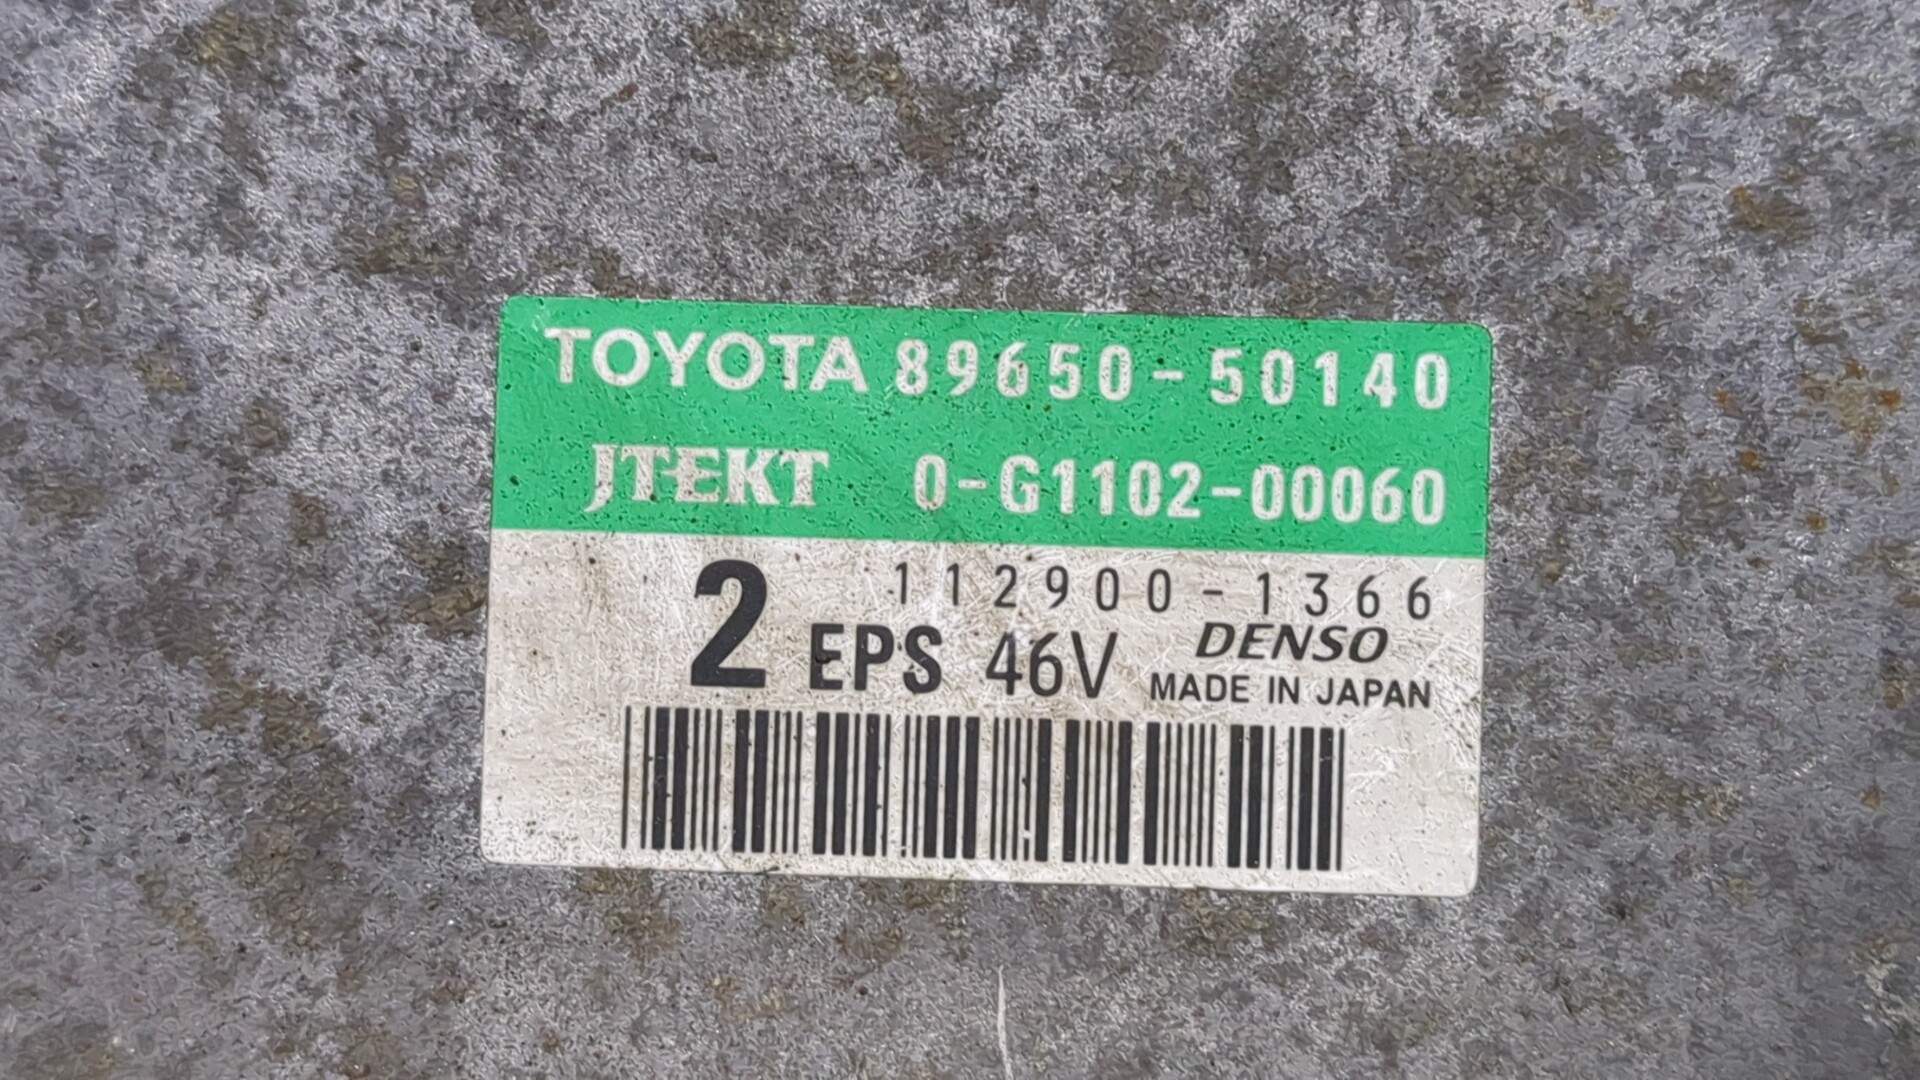 TOYOTA 89650-50140
JTEKT 0-G1102-00060
2 EPS 46V 112900-1366
DENSO
MADE IN JAPAN